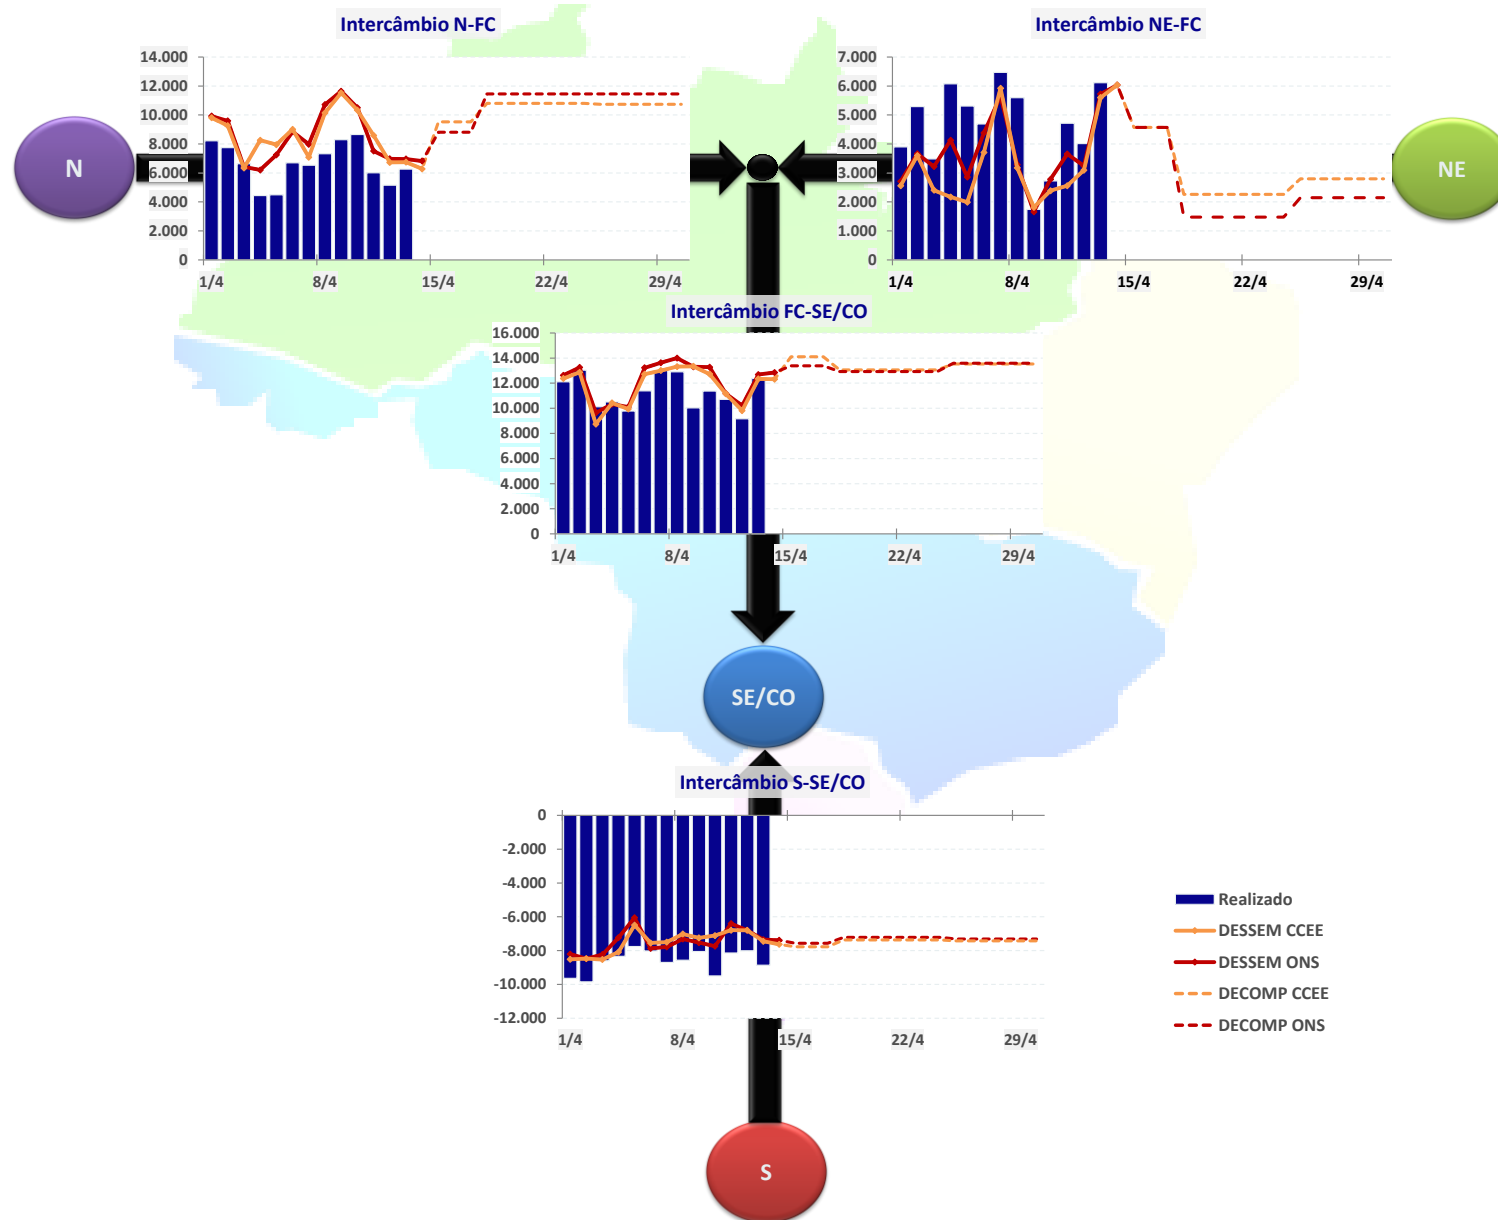 Intercâmbio N-FC
14.000
12.000
10.000
8.000
6.000
4.000
2.000
0
1/4 8/4 15/4 22/4 29/4
N
Intercâmbio NE-FC
7.000
6.000
5.000
4.000
3.000
2.000
1.000
0
1/4 8/4 15/4 22/4 29/4
NE
Intercâmbio FC-SE/CO
16.000
14.000
12.000
10.000
8.000
6.000
4.000
2.000
0
1/4 8/4 15/4 22/4 29/4
SE/CO
Intercâmbio S-SE/CO
0
-2.000
-4.000
-6.000
-8.000
-10.000
-12.000
1/4 8/4 15/4 22/4 29/4
Realizado
DESSEM CCEE
DESSEM ONS
DECOMP CCEE
DECOMP ONS
S